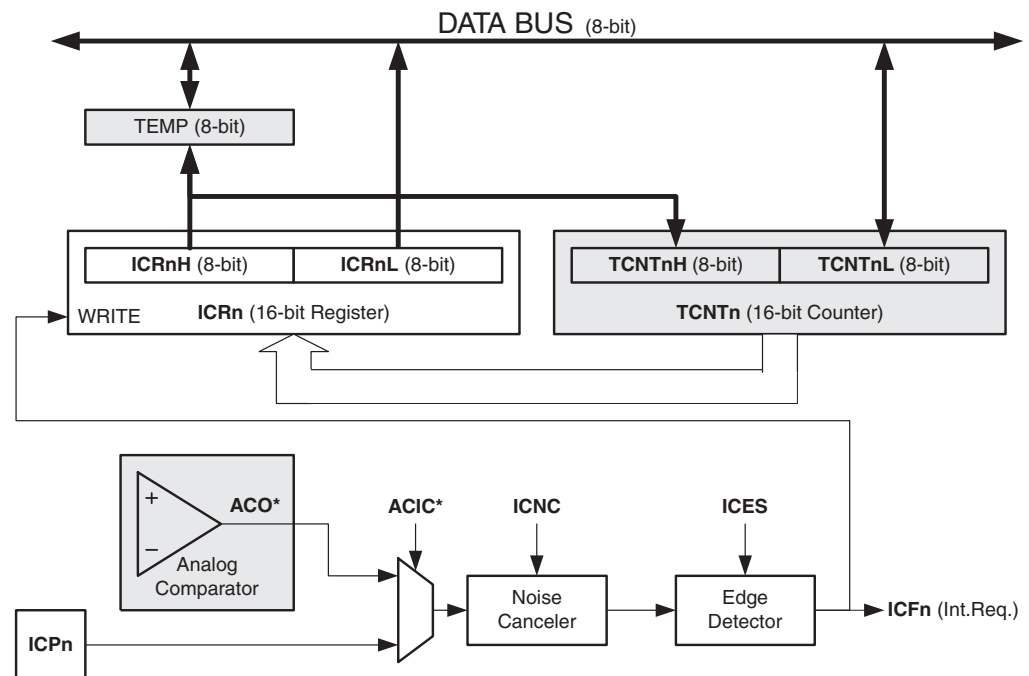 DATA BUS (8-bit)
TEMP (8-bit)
ICRnH (8-bit) ICRnL (8-bit) TCNTnH (8-bit) TCNTnL (8-bit)
WRITE ICRn (16-bit Register) TCNTn (16-bit Counter)
+
−
ACO* ACIC* ICNC ICES
Analog
Comparator
Noise
Canceler
Edge
Detector
ICFn (Int.Req.)
ICPn